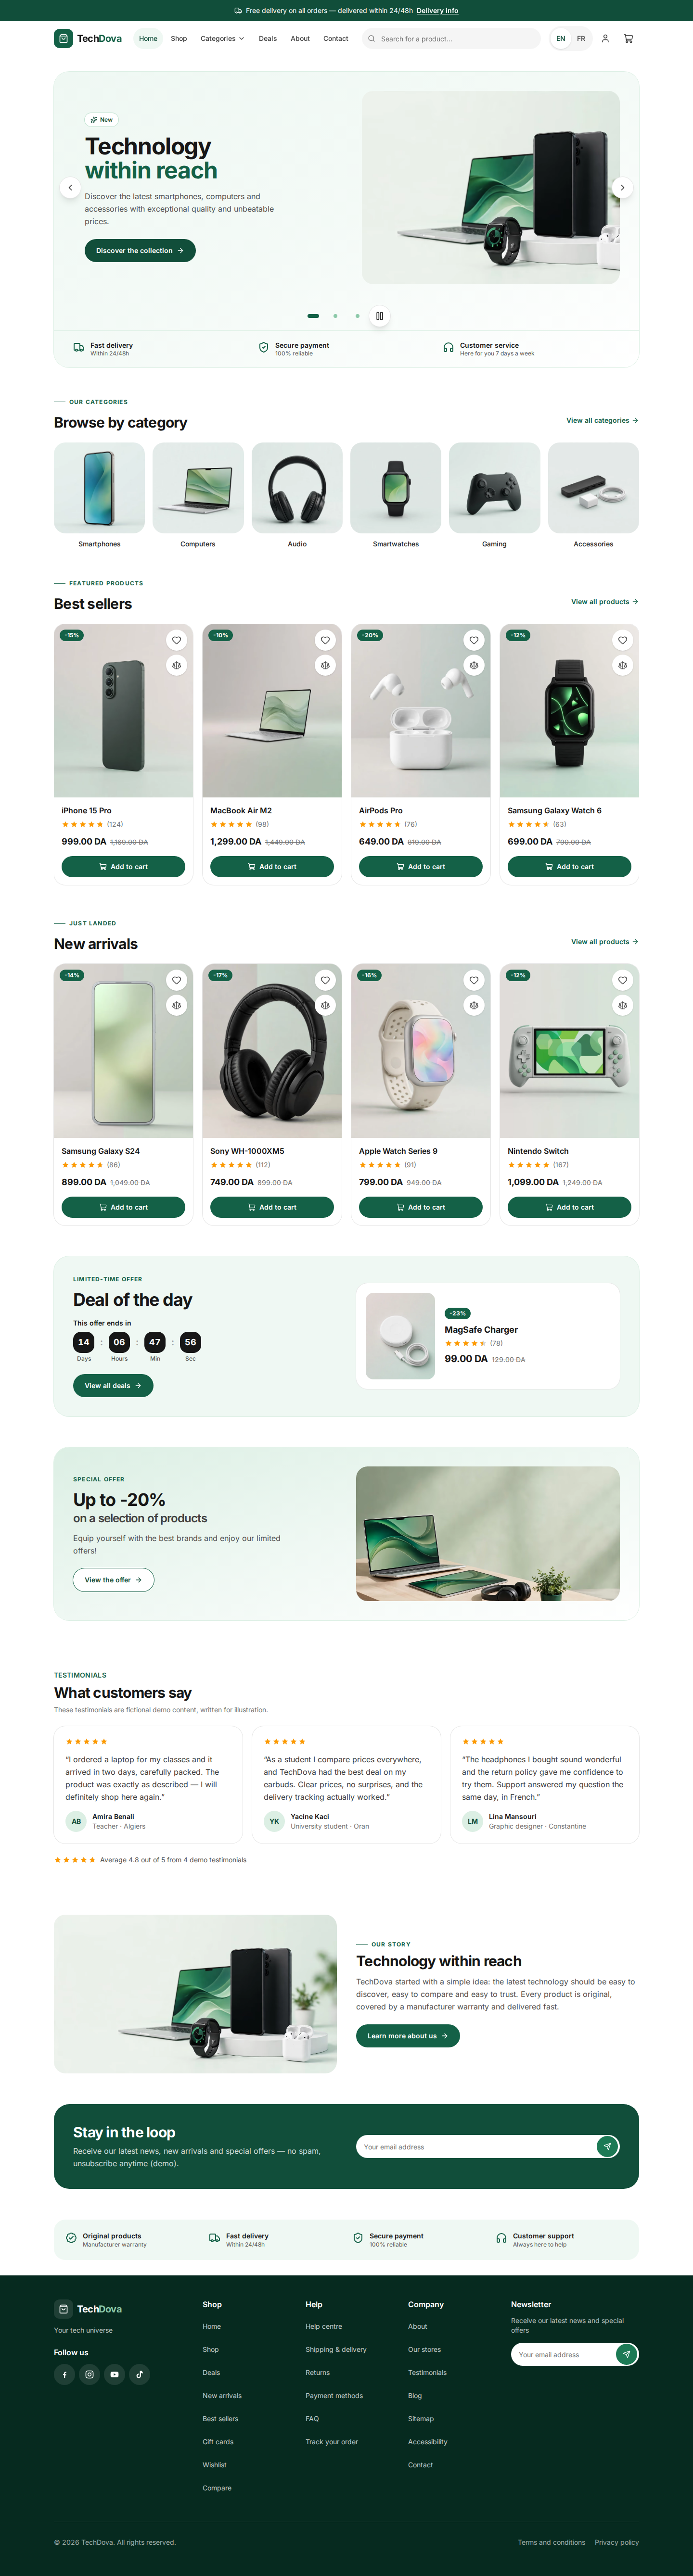 Free delivery on all orders — delivered within 24/48h Delivery info
TechDova
Home
Shop
Categories
Deals
About
Contact
Search for a product...
EN
FR
New
Technology
within reach
Discover the latest smartphones, computers and
accessories with exceptional quality and unbeatable
prices.
Discover the collection
Fast delivery
Within 24/48h
Secure payment
100% reliable
Customer service
Here for you 7 days a week
OUR CATEGORIES
Browse by category
View all categories
Smartphones
Computers
Audio
Smartwatches
Gaming
Accessories
FEATURED PRODUCTS
Best sellers
View all products
-15%
-10%
-20%
-12%
iPhone 15 Pro
(124)
999.00 DA 1,169.00 DA
Add to cart
MacBook Air M2
(98)
1,299.00 DA 1,449.00 DA
Add to cart
AirPods Pro
(76)
649.00 DA 819.00 DA
Add to cart
Samsung Galaxy Watch 6
(63)
699.00 DA 790.00 DA
Add to cart
JUST LANDED
New arrivals
View all products
-14%
-17%
-16%
-12%
Samsung Galaxy S24
(86)
899.00 DA 1,049.00 DA
Add to cart
Sony WH-1000XM5
(112)
749.00 DA 899.00 DA
Add to cart
Apple Watch Series 9
(91)
799.00 DA 949.00 DA
Add to cart
Nintendo Switch
(167)
1,099.00 DA 1,249.00 DA
Add to cart
LIMITED-TIME OFFER
Deal of the day
This offer ends in
14 : 06 : 47 : 56
Days Hours Min Sec
View all deals
-23%
MagSafe Charger
(78)
99.00 DA 129.00 DA
SPECIAL OFFER
Up to -20%
on a selection of products
Equip yourself with the best brands and enjoy our limited
offers!
View the offer
TESTIMONIALS
What customers say
These testimonials are fictional demo content, written for illustration.
“I ordered a laptop for my classes and it
arrived in two days, carefully packed. The
product was exactly as described — I will
definitely shop here again.”
AB
Amira Benali
Teacher · Algiers
“As a student I compare prices everywhere,
and TechDova had the best deal on my
earbuds. Clear prices, no surprises, and the
delivery tracking actually worked.”
YK
Yacine Kaci
University student · Oran
“The headphones I bought sound wonderful
and the return policy gave me confidence to
try them. Support answered my question the
same day, in French.”
LM
Lina Mansouri
Graphic designer · Constantine
Average 4.8 out of 5 from 4 demo testimonials
OUR STORY
Technology within reach
TechDova started with a simple idea: the latest technology should be easy to
discover, easy to compare and easy to trust. Every product is original,
covered by a manufacturer warranty and delivered fast.
Learn more about us
Stay in the loop
Receive our latest news, new arrivals and special offers — no spam,
unsubscribe anytime (demo).
Your email address
Original products
Manufacturer warranty
Fast delivery
Within 24/48h
Secure payment
100% reliable
Customer support
Always here to help
TechDova
Your tech universe
Follow us
Shop
Home
Shop
Deals
New arrivals
Best sellers
Gift cards
Wishlist
Compare
Help
Help centre
Shipping & delivery
Returns
Payment methods
FAQ
Track your order
Company
About
Our stores
Testimonials
Blog
Sitemap
Accessibility
Contact
Newsletter
Receive our latest news and special
offers
Your email address
© 2026 TechDova. All rights reserved.
Terms and conditions
Privacy policy